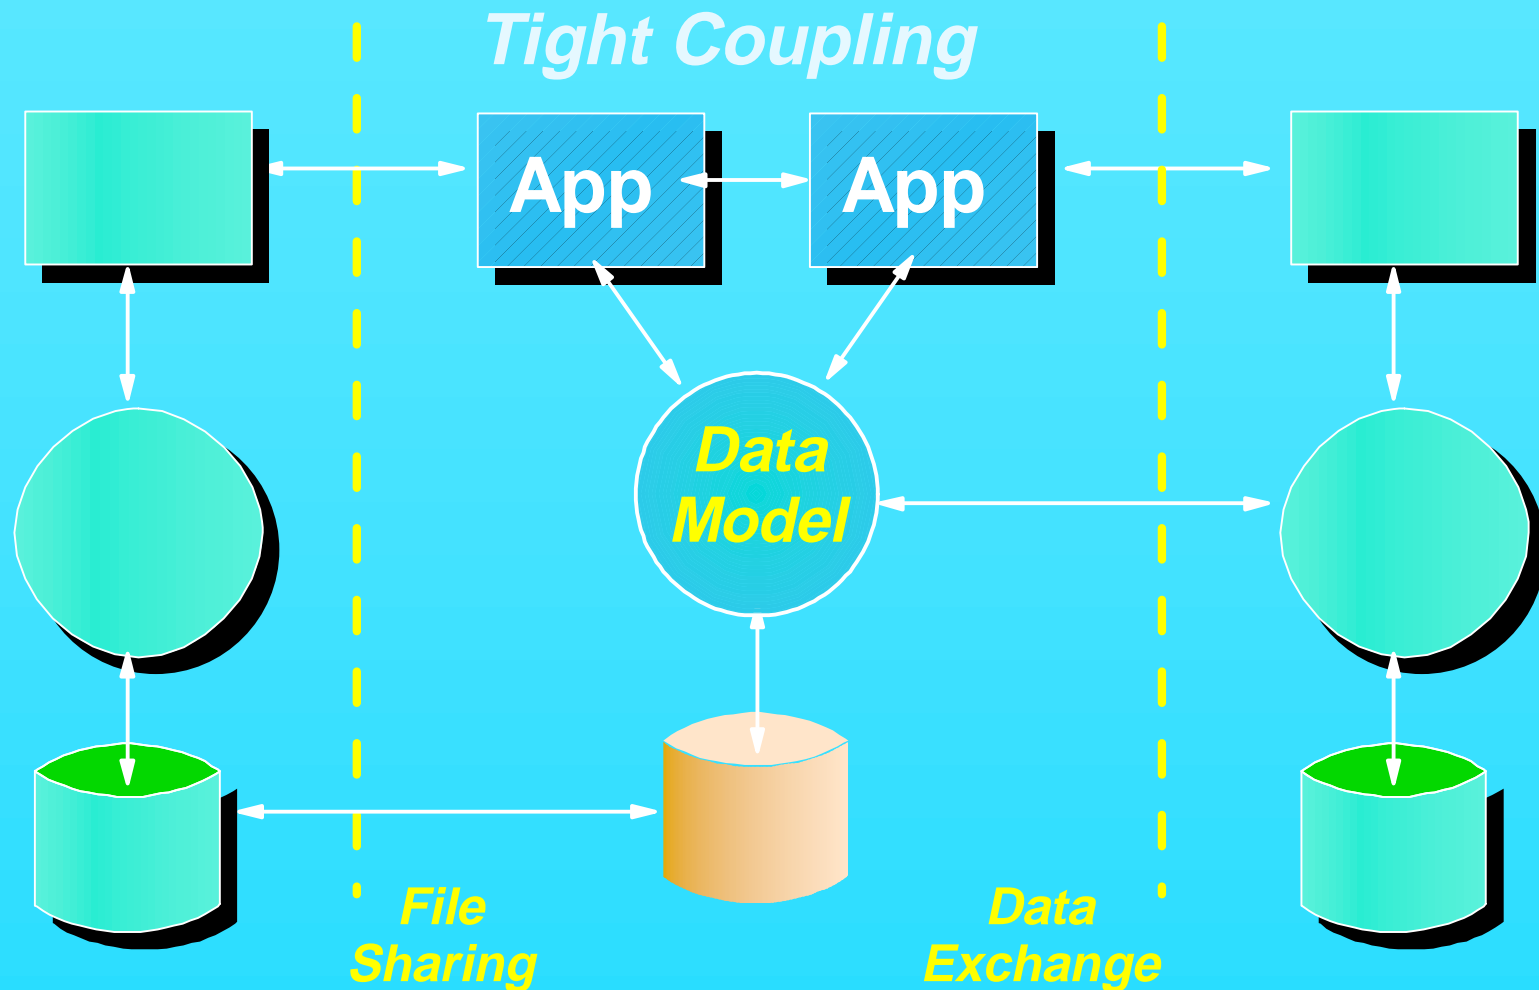 Tight Coupling
App
App
Data
Model
File
Sharing
Data
Exchange